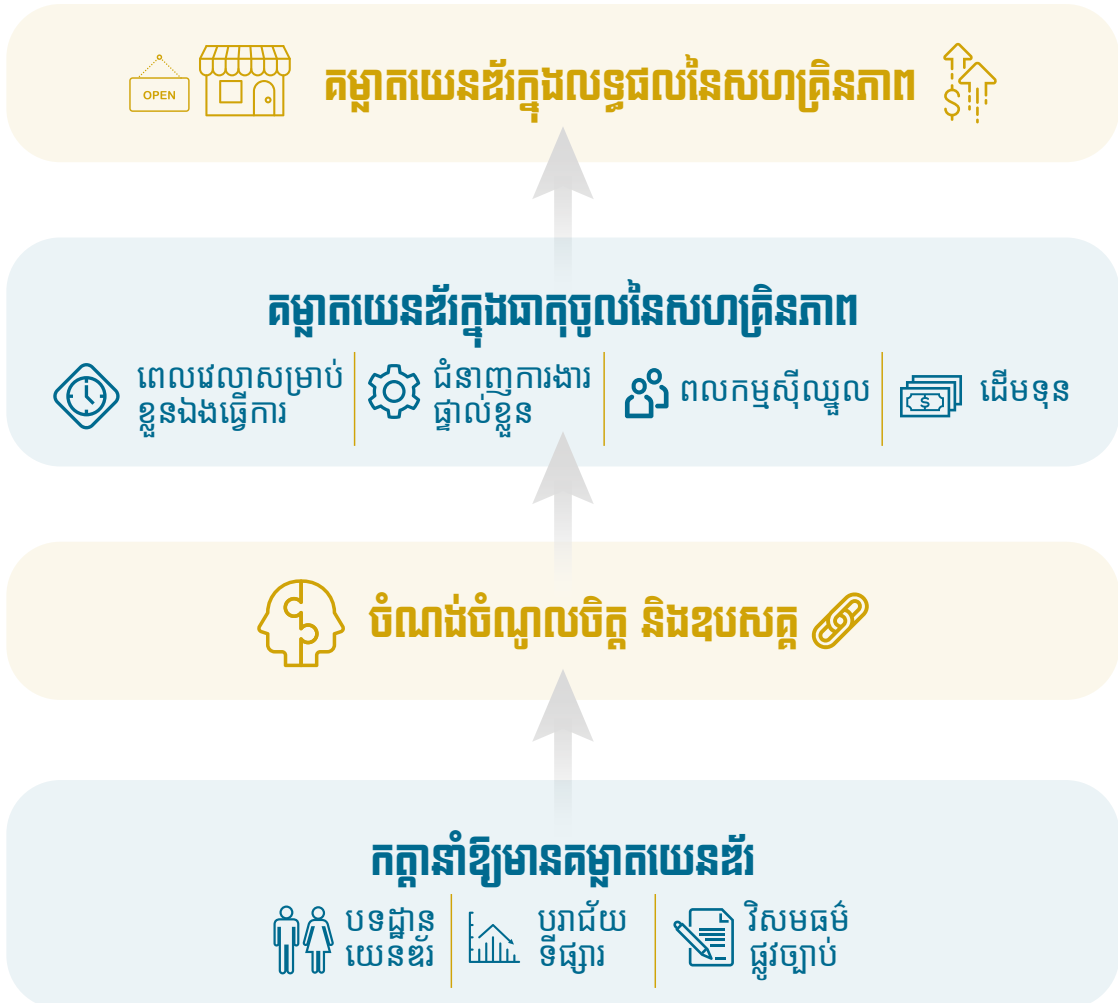 OPEN
គម្លាតយេនឌ័រក្នុងលទ្ធផលនៃសហគ្រិនភាព
$
គម្លាតយេនឌ័រក្នុងធាតុចូលនៃសហគ្រិនភាព
ពេលវេលាសម្រាប់
ខ្លួនឯងធ្វើការ
ជំនាញការងារ
ផ្ទាល់ខ្លួន
ពលកម្មស៊ីឈ្នួល
$
ដើមទុន
ចំណង់ចំណូលចិត្ត និងឧបសគ្គ
កត្តានាំឱ្យមានគម្លាតយេនឌ័រ
បទដ្ឋាន
យេនឌ័រ
បរាជ័យ
ទីផ្សារ
វិសមធម៌
ផ្លូវច្បាប់